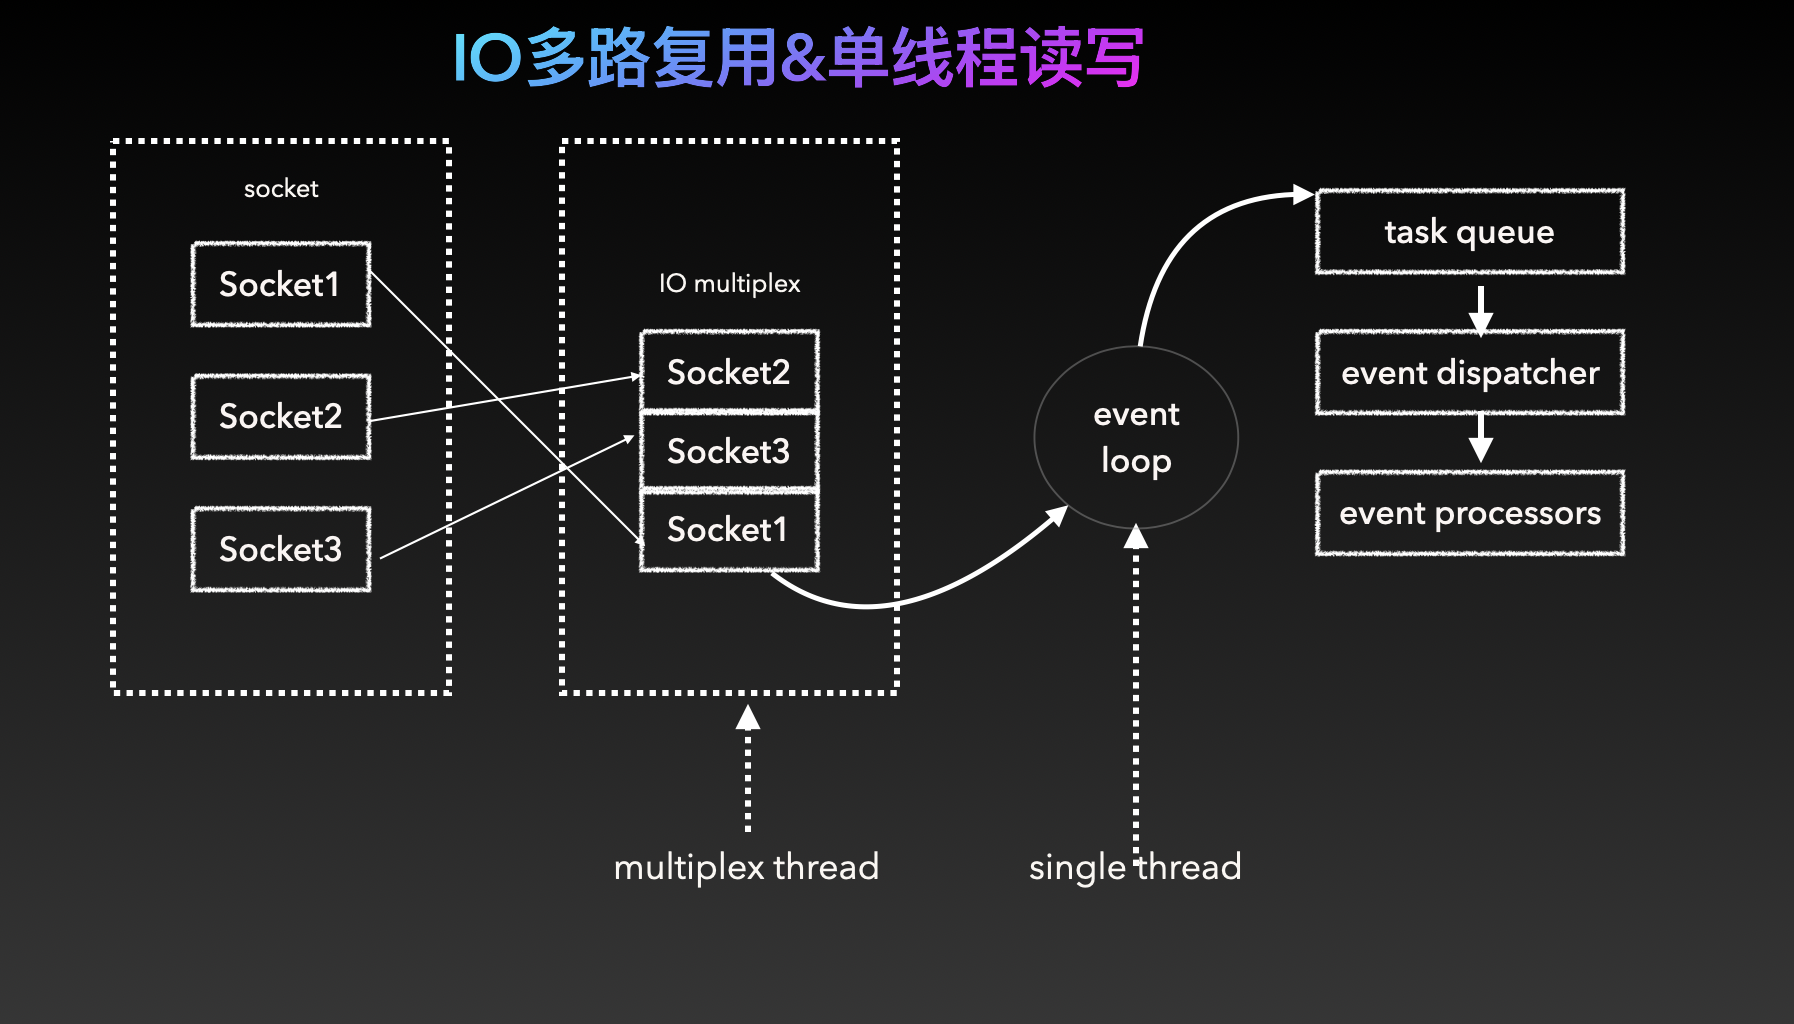 IO多路复用&单线程读写
socket
Socket1
Socket2
Socket3
IO multiplex
Socket2
Socket3
Socket1
event
loop
task queue
event dispatcher
event processors
multiplex thread
single thread